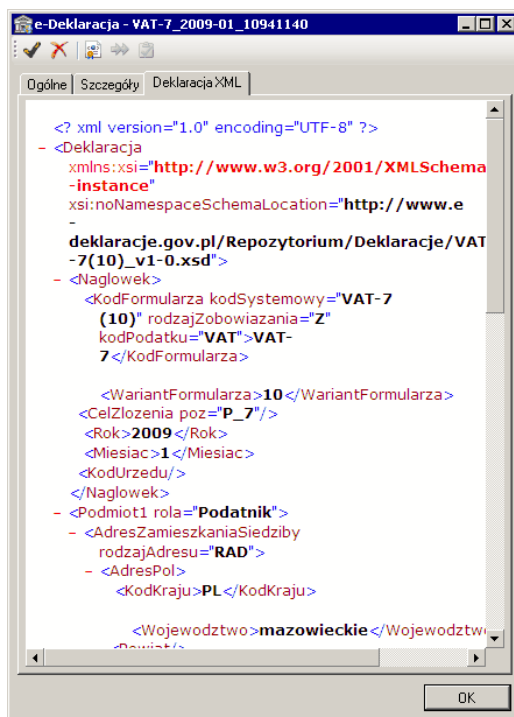 e-Deklaracja - VAT-7_2009-01_10941140
Ogólne Szczegóły Deklaracja XML
<? xml version="1.0" encoding="UTF-8" ?>
- <Deklaracja
xmlns:xsi="http://www.w3.org/2001/XMLSchema
-instance"
xsi:noNamespaceSchemaLocation="http://www.e
-
deklaracje.gov.pl/Repozytorium/Deklaracje/VAT
-7(10)_v1-0.xsd">
- <Naglowek>
<KodFormularza kodSystemowy="VAT-7
(10)" rodzajZobowiazania="Z"
kodPodatku="VAT">VAT-
7</KodFormularza>
<WariantFormularza>10</WariantFormularza>
<CelZlozenia poz="P_7"/>
<Rok>2009</Rok>
<Miesiac>1</Miesiac>
<KodUrzedu/>
</Naglowek>
- <Podmiot1 rola="Podatnik">
- <AdresZamieszkaniaSiedziby
rodzajAdresu="RAD">
- <AdresPol>
<KodKraju>PL</KodKraju>
<Wojewodztwo>mazowieckie</Wojewodztw
<Powiat/>
OK